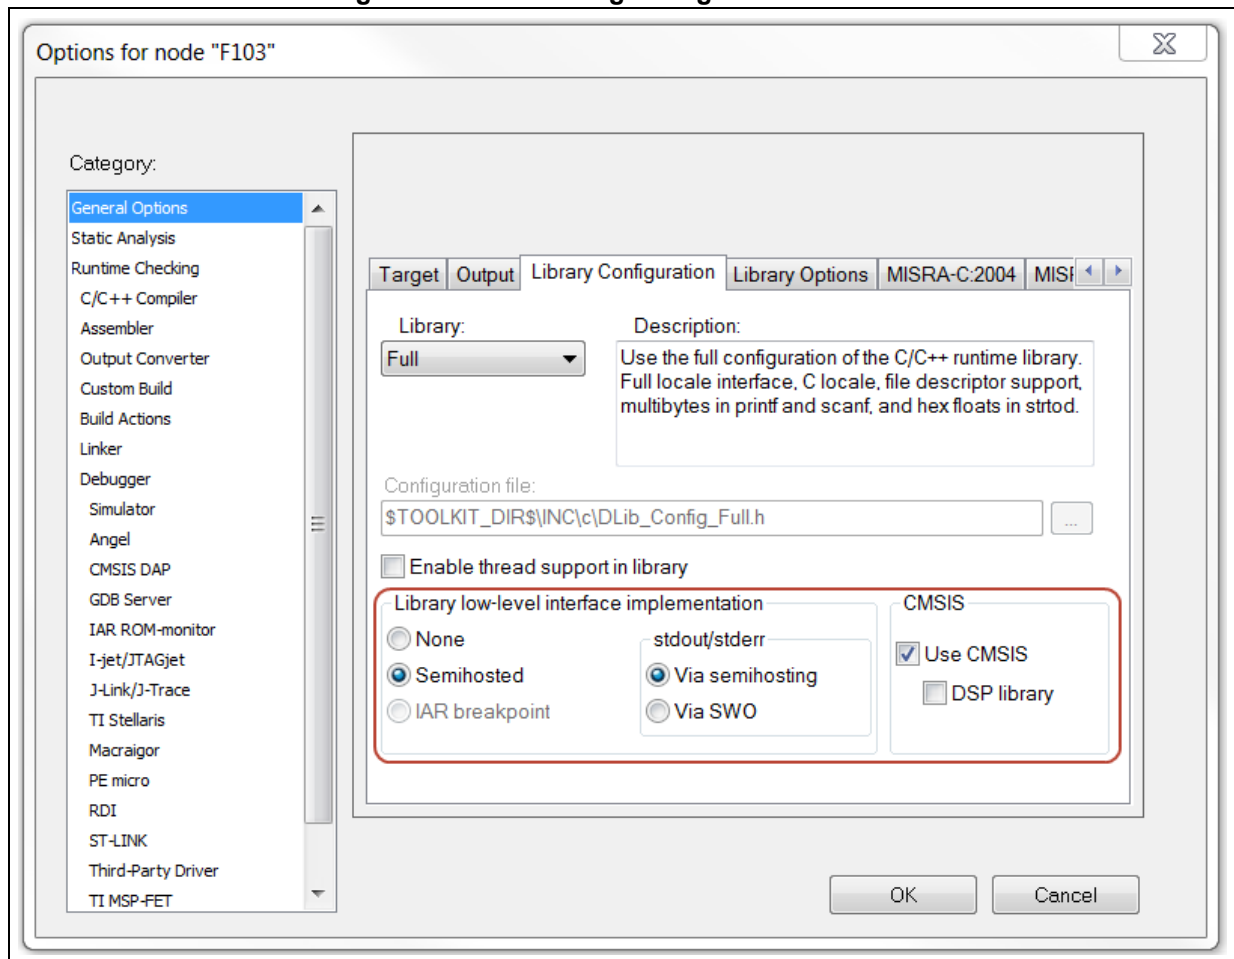 Options for node "F103"
Category:
General Options
Static Analysis
Runtime Checking
C/C++ Compiler
Assembler
Output Converter
Custom Build
Build Actions
Linker
Debugger
Simulator
Angel
CMSIS DAP
GDB Server
IAR ROM-monitor
I-jet/JTAGjet
J-Link/J-Trace
TI Stellaris
Macraigor
PE micro
RDI
ST-LINK
Third-Party Driver
TI MSP-FET
Target Output Library Configuration Library Options MISRA-C:2004
Library:
Full
Description:
Use the full configuration of the C/C++ runtime library.
Full locale interface, C locale, file descriptor support,
multibytes in printf and scanf, and hex floats in strtod.
Configuration file:
$TOOLKIT_DIR$\INC\c\DLib_Config_Full.h
...
Enable thread support in library
Library low-level interface implementation
None
Semihosted
IAR breakpoint
stdout/stderr
Via semihosting
Via SWO
CMSIS
Use CMSIS
DSP library
OK Cancel